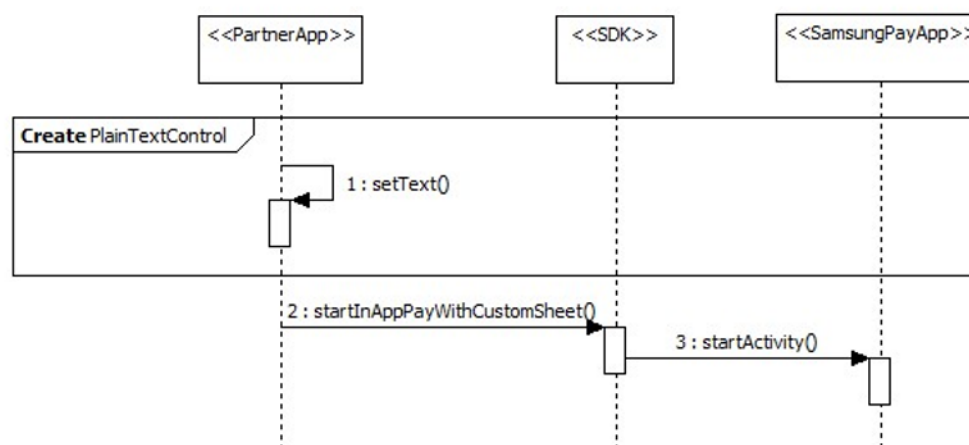 <<PartnerApp>>
<<SDK>>
<<SamsungPayApp>>
Create PlainTextControl
1 : setText()
2 : startInAppPayWithCustomSheet()
3 : startActivity()